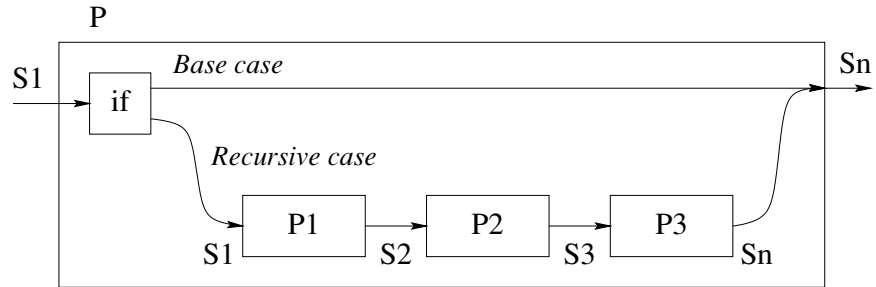 P
S1
Base case
Sn
if
Recursive case
P1
P2
P3
S1
S2
S3
Sn